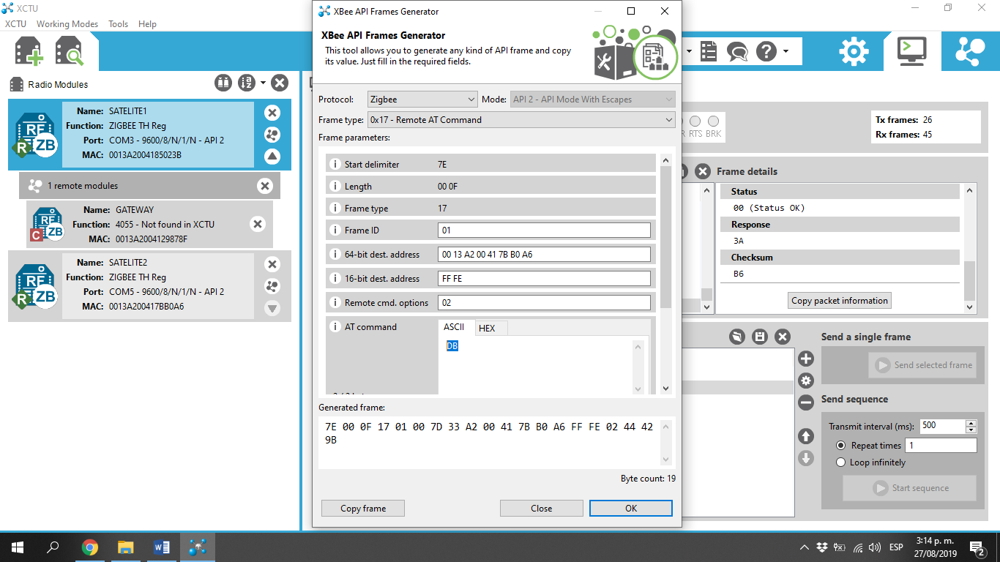 XCTU
XCTU Working Modes Tools Help
Radio Modules
Name: SATELITE1
Function: ZIGBEE TH Reg
Port: COM3 - 9600/8/N/1/N - API 2
MAC: 0013A2004185023B
1 remote modules
Name: GATEWAY
Function: 4055 - Not found in XCTU
MAC: 0013A2004129878F
Name: SATELITE2
Function: ZIGBEE TH Reg
Port: COM5 - 9600/8/N/1/N - API 2
MAC: 0013A200417BB0A6
RF
ZB
R
RF
ZB
C
RF
ZB
R
XBee API Frames Generator
XBee API Frames Generator
This tool allows you to generate any kind of API frame and copy
its value. Just fill in the required fields.
Protocol: Zigbee Mode: API 2 - API Mode With Escapes
Frame type: 0x17 - Remote AT Command
Frame parameters:
Start delimiter 7E
Length 00 0F
Frame type 17
Frame ID 01
64-bit dest. address 00 13 A2 00 41 7B B0 A6
16-bit dest. address FF FE
Remote cmd. options 02
AT command ASCII HEX
DB
Generated frame:
7E 00 0F 17 01 00 7D 33 A2 00 41 7B B0 A6 FF FE 02 44 42
9B
Byte count: 19
Copy frame Close OK
R RTS BRK
Tx frames: 26
Rx frames: 45
Frame details
Status
00 (Status OK)
Response
3A
Checksum
B6
Copy packet information
Send a single frame
Send selected frame
Send sequence
Transmit interval (ms): 500
Repeat times 1
Loop infinitely
Start sequence
ESP
3:14 p. m.
27/08/2019
2